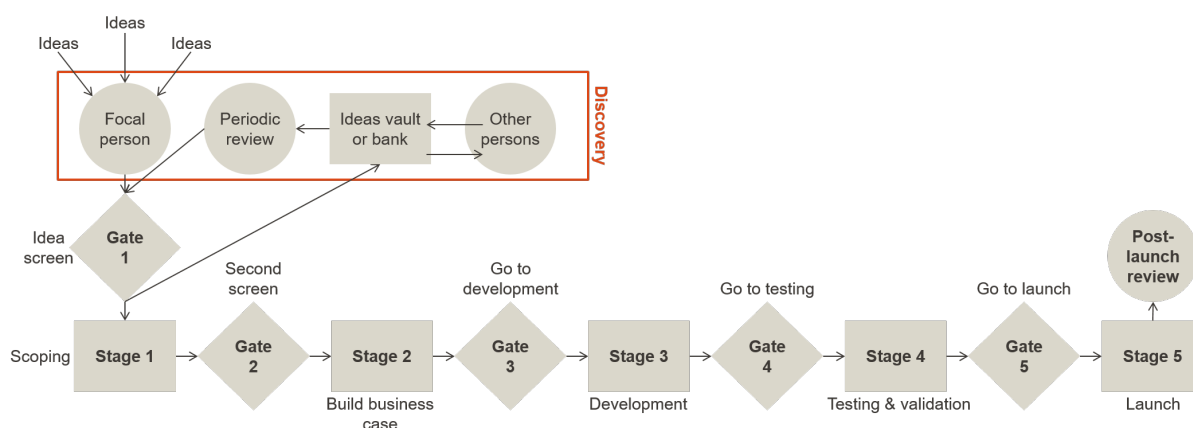 Ideas
Ideas
Ideas
Focal
person
Periodic
review
Ideas vault
or bank
Other
persons
Discovery
Idea
screen
Gate
1
Second
screen
Go to
development
Go to testing
Go to launch
Post-
launch
review
Scoping
Stage 1
Gate
2
Stage 2
Gate
3
Stage 3
Gate
4
Stage 4
Gate
5
Stage 5
Build business
case
Development
Testing & validation
Launch